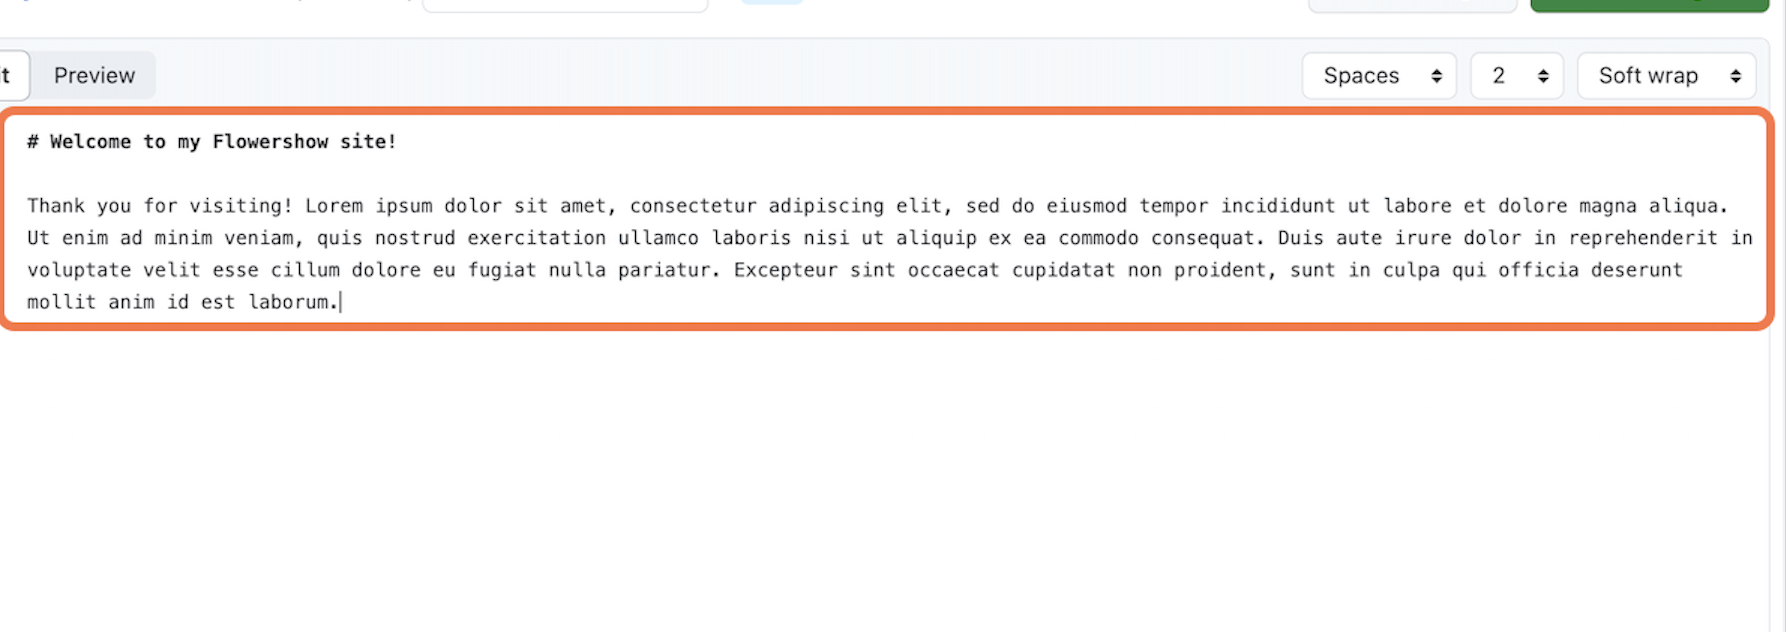 Preview
Spaces
2
Soft wrap
# Welcome to my Flowershow site!
Thank you for visiting! Lorem ipsum dolor sit amet, consectetur adipiscing elit, sed do eiusmod tempor incididunt ut labore et dolore magna aliqua.
Ut enim ad minim veniam, quis nostrud exercitation ullamco laboris nisi ut aliquip ex ea commodo consequat. Duis aute irure dolor in reprehenderit in
voluptate velit esse cillum dolore eu fugiat nulla pariatur. Excepteur sint occaecat cupidatat non proident, sunt in culpa qui officia deserunt
mollit anim id est laborum.